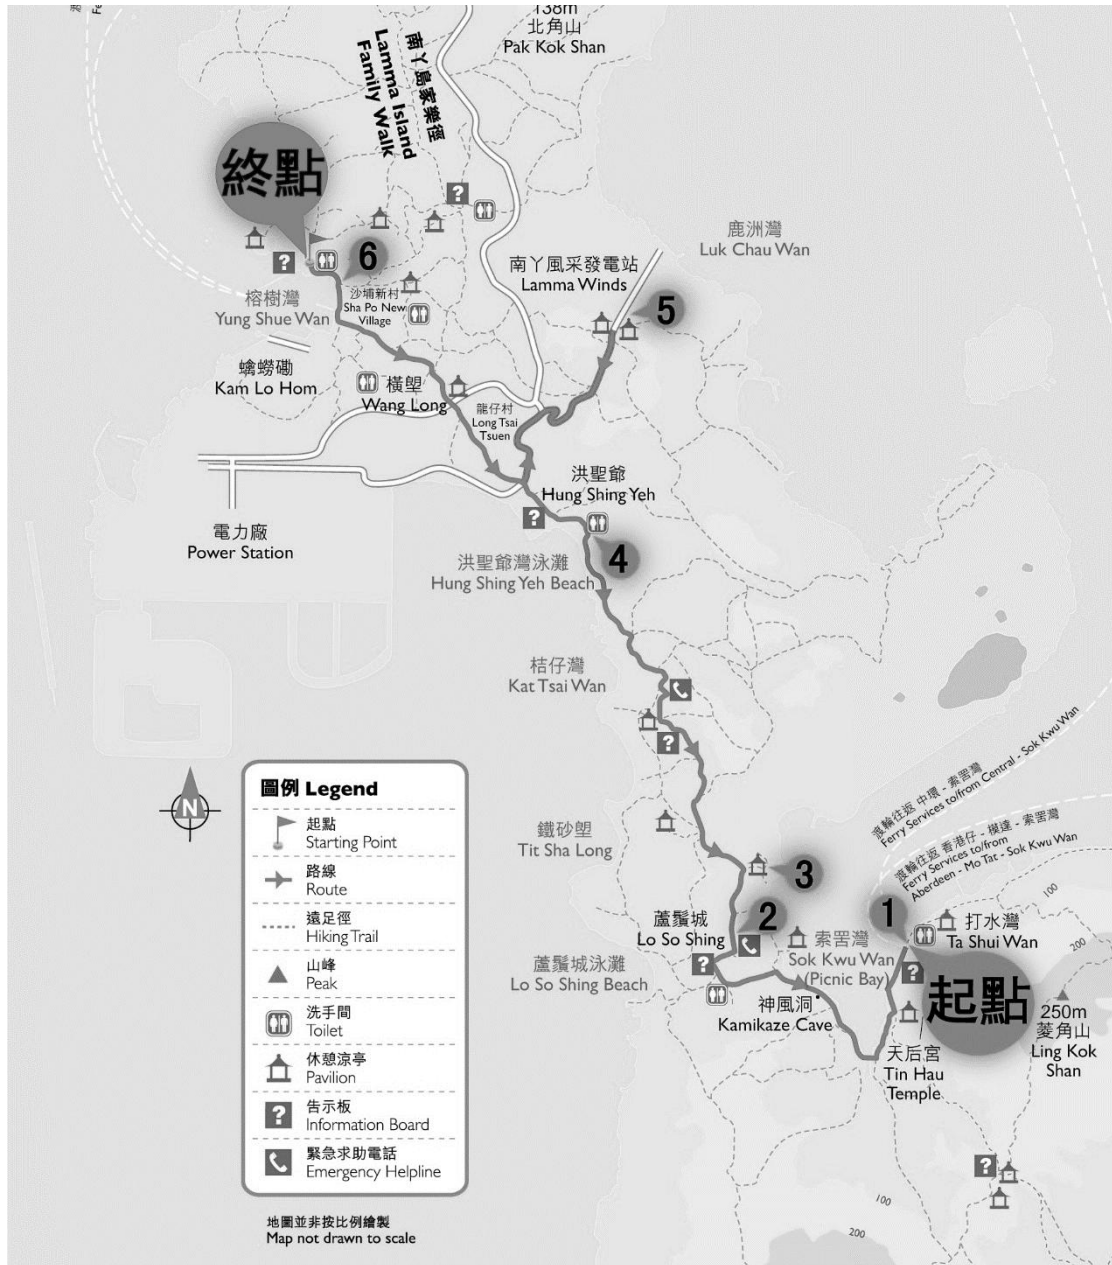 138m
北角山
Pak Kok Shan
南丫島家樂徑
Lamma Island
Family Walk
終點
鹿洲灣
Luk Chau Wan
南丫風采發電站
Lamma Winds
6
5
榕樹灣
Yung Shue Wan
沙埔新村
Sha Po New
Village
蠄蟧磡
Kam Lo Hom
橫塱
Wang Long
龍仔村
Long Tsai
Tsuen
洪聖爺
Hung Shing Yeh
電力廠
Power Station
4
洪聖爺灣泳灘
Hung Shing Yeh Beach
桔仔灣
Kat Tsai Wan
渡輪往返 中環 - 索罟灣
Ferry Services to/from Central - Sok Kwu Wan
渡輪往返 香港仔 - 模達 - 索罟灣
Ferry Services to/from
Aberdeen - Mo Tat - Sok Kwu Wan
鐵砂塱
Tit Sha Long
3
2
1
100
200
蘆鬚城
Lo So Shing
索罟灣
Sok Kwu Wan
(Picnic Bay)
打水灣
Ta Shui Wan
蘆鬚城泳灘
Lo So Shing Beach
神風洞
Kamikaze Cave
起點
250m
菱角山
Ling Kok
Shan
天后宮
Tin Hau
Temple
100
200
100
N
圖例 Legend
起點
Starting Point
路線
Route
遠足徑
Hiking Trail
山峰
Peak
洗手間
Toilet
休憩涼亭
Pavilion
?
告示板
Information Board
緊急求助電話
Emergency Helpline
地圖並非按比例繪製
Map not drawn to scale